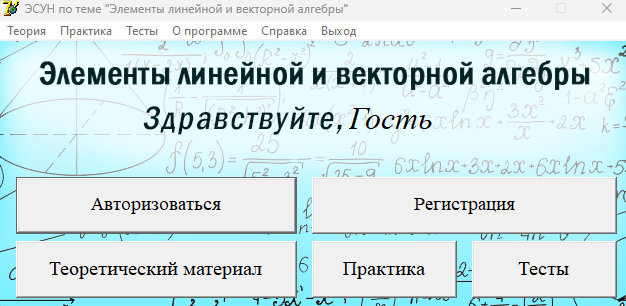 ЭСУН по теме "Элементы линейной и векторной алгебры"
Теория Практика Тесты О программе Справка Выход
Элементы линейной и векторной алгебры
Здравствуйте, Гость
Авторизоваться Регистрация
Теоретический материал Практика Тесты